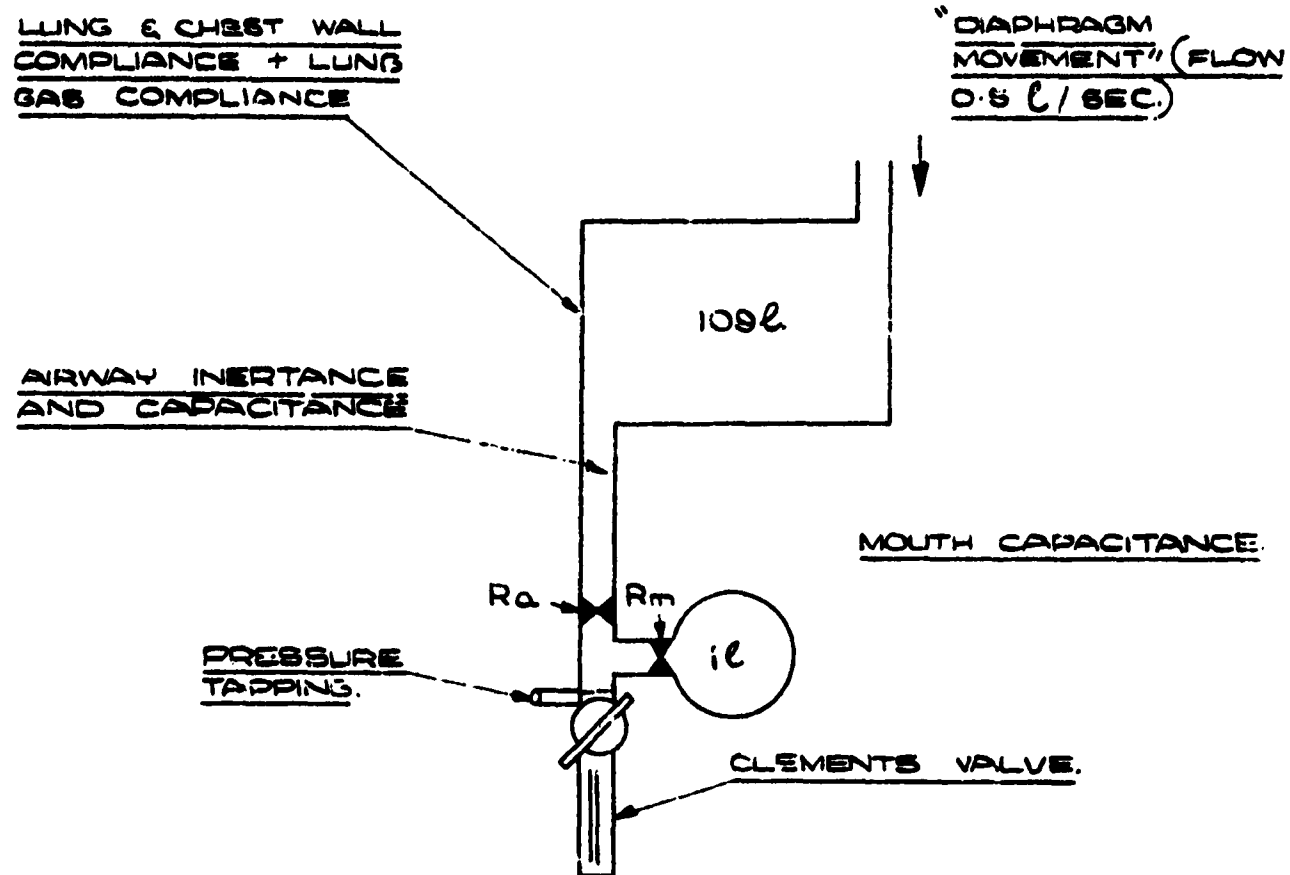 LUNG & CHEST WALL
COMPLIANCE + LUNG
GAS COMPLIANCE
"DIAPHRAGM
MOVEMENT" (FLOW
0.5 l / SEC.)
109l.
AIRWAY INERTANCE
AND CAPACITANCE
MOUTH CAPACITANCE.
Ra
Rm
1l
PRESSURE
TAPPING.
CLEMENTS VALVE.